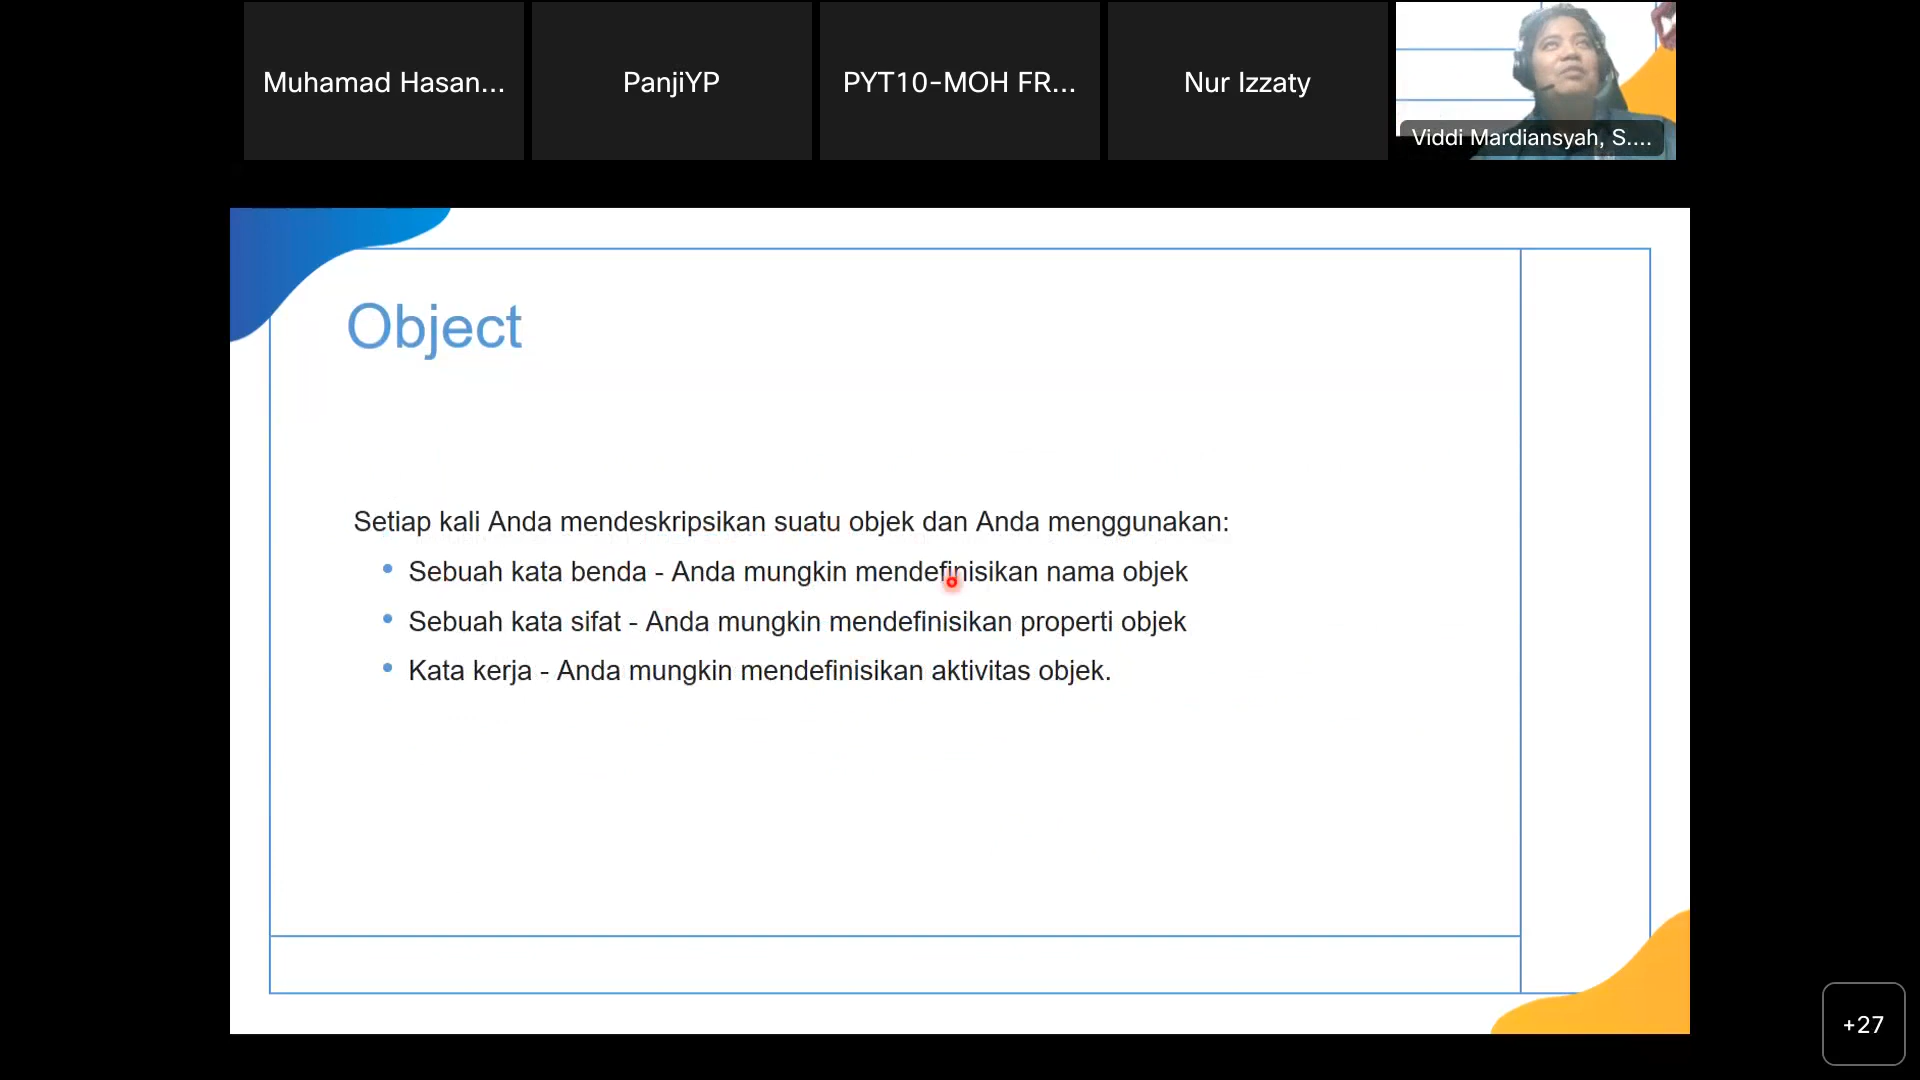 Muhamad Hasan...
PanjiYP
PYT10-MOH FR...
Nur Izzaty
Viddi Mardiansyah, S....
Object
Setiap kali Anda mendeskripsikan suatu objek dan Anda menggunakan:
• Sebuah kata benda - Anda mungkin mendefinisikan nama objek
• Sebuah kata sifat - Anda mungkin mendefinisikan properti objek
• Kata kerja - Anda mungkin mendefinisikan aktivitas objek.
+27